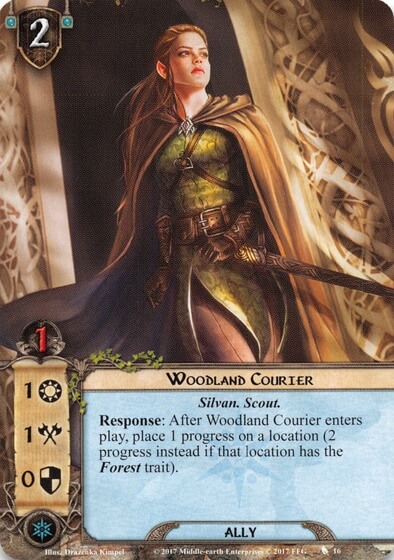 2
1
1
1
0
Woodland Courier
Silvan. Scout.
Response: After Woodland Courier enters
play, place 1 progress on a location (2
progress instead if that location has the
Forest trait).
Illus. Drazenka Kimpel
© 2017 Middle-earth Enterprises © 2017 FFG
16
ALLY